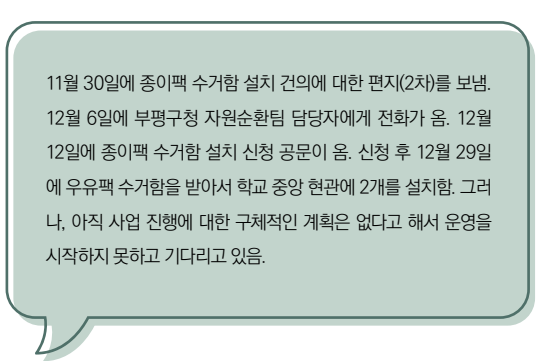 11월 30일에 종이팩 수거함 설치 건의에 대한 편지(2차)를 보냄.
12월 6일에 부평구청 자원순환팀 담당자에게 전화가 옴. 12월
12일에 종이팩 수거함 설치 신청 공문이 옴. 신청 후 12월 29일
에 우유팩 수거함을 받아서 학교 중앙 현관에 2개를 설치함. 그러
나, 아직 사업 진행에 대한 구체적인 계획은 없다고 해서 운영을
시작하지 못하고 기다리고 있음.